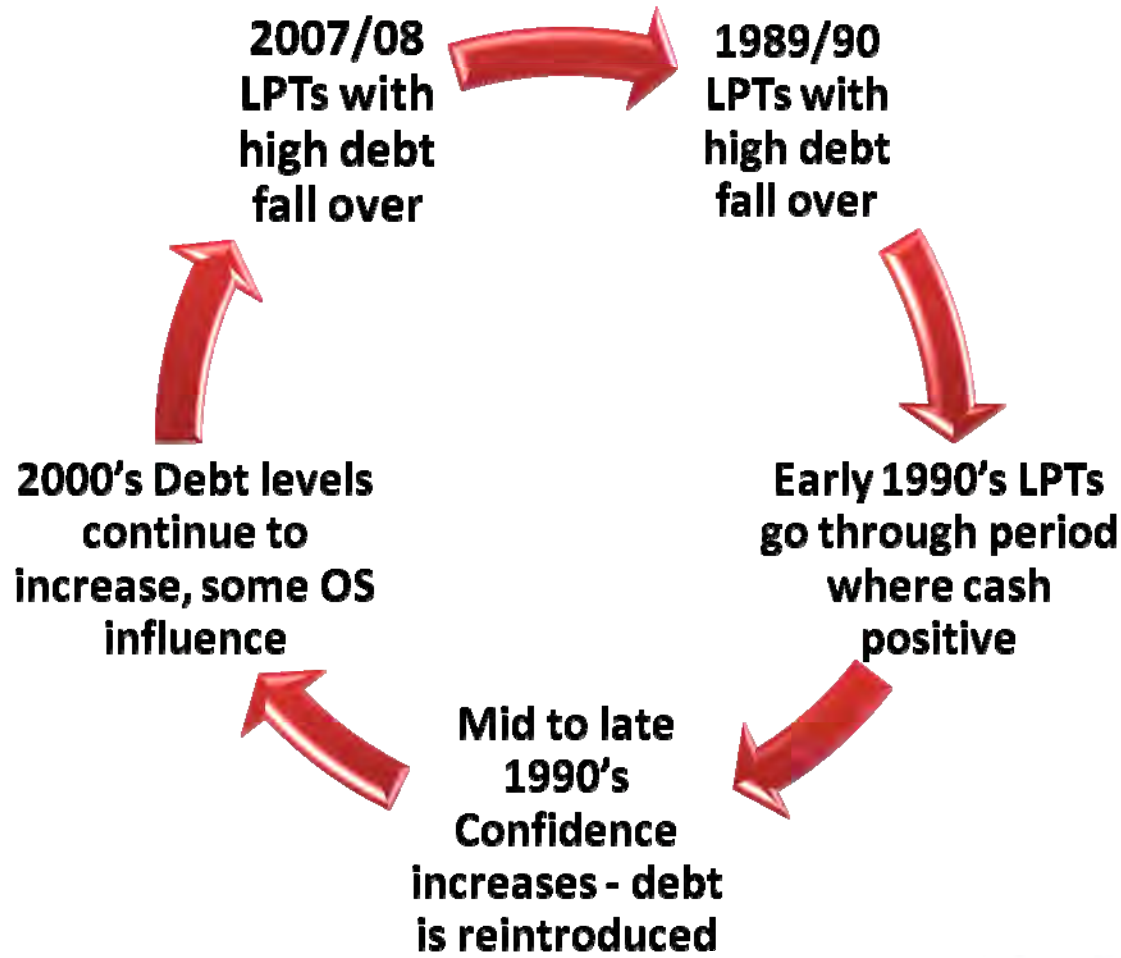 2007/08
LPTs with
high debt
fall over
1989/90
LPTs with
high debt
fall over
Early 1990's LPTs
go through period
where cash
positive
Mid to late
1990's
Confidence
increases - debt
is reintroduced
2000's Debt levels
continue to
increase, some OS
influence